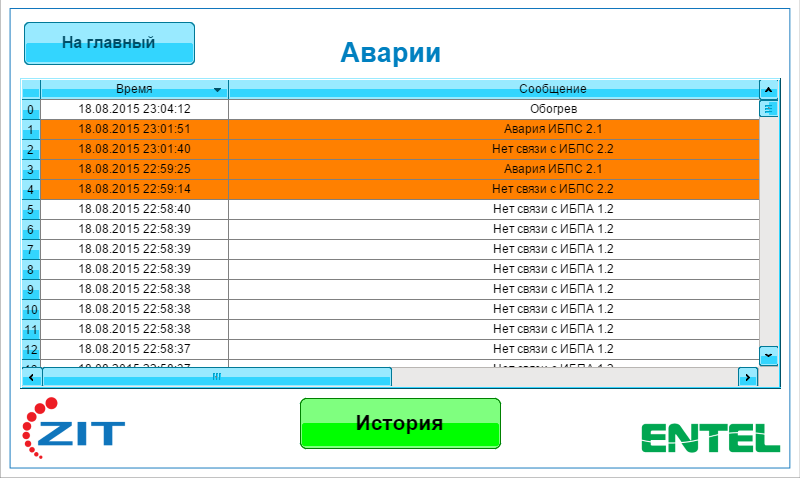 На главный
Аварии
Время Сообщение
0 18.08.2015 23:04:12 Обогрев
1 18.08.2015 23:01:51 Авария ИБПС 2.1
2 18.08.2015 23:01:40 Нет связи с ИБПС 2.2
3 18.08.2015 22:59:25 Авария ИБПС 2.1
4 18.08.2015 22:59:14 Нет связи с ИБПС 2.2
5 18.08.2015 22:58:40 Нет связи с ИБПА 1.2
6 18.08.2015 22:58:39 Нет связи с ИБПА 1.2
7 18.08.2015 22:58:39 Нет связи с ИБПА 1.2
8 18.08.2015 22:58:39 Нет связи с ИБПА 1.2
9 18.08.2015 22:58:38 Нет связи с ИБПА 1.2
10 18.08.2015 22:58:38 Нет связи с ИБПА 1.2
11 18.08.2015 22:58:38 Нет связи с ИБПА 1.2
12 18.08.2015 22:58:37 Нет связи с ИБПА 1.2
ZIT История ENTEL